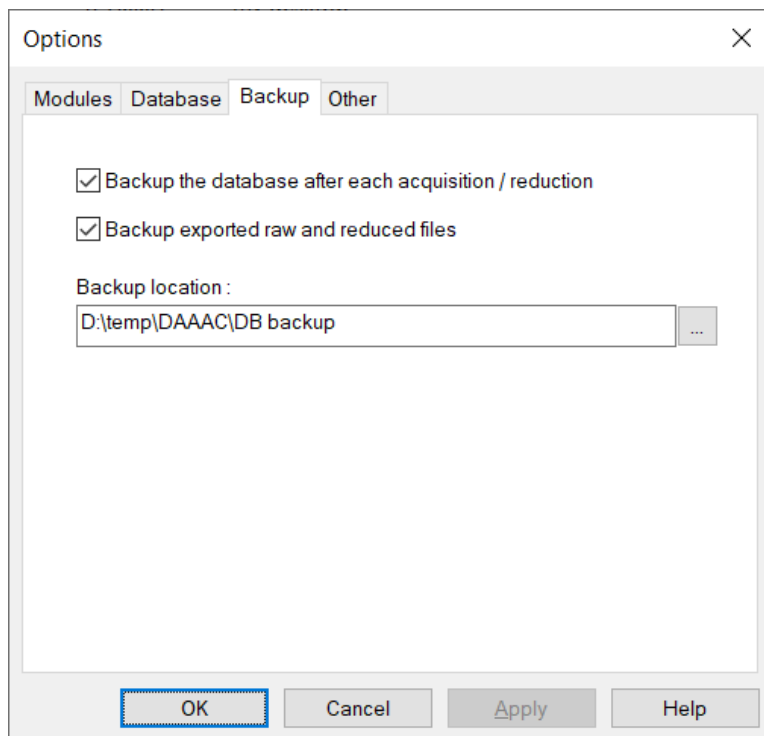 Options
Modules Database Backup Other
Backup the database after each acquisition / reduction
Backup exported raw and reduced files
Backup location :
D:\temp\DAAAC\DB backup
...
OK Cancel Apply Help